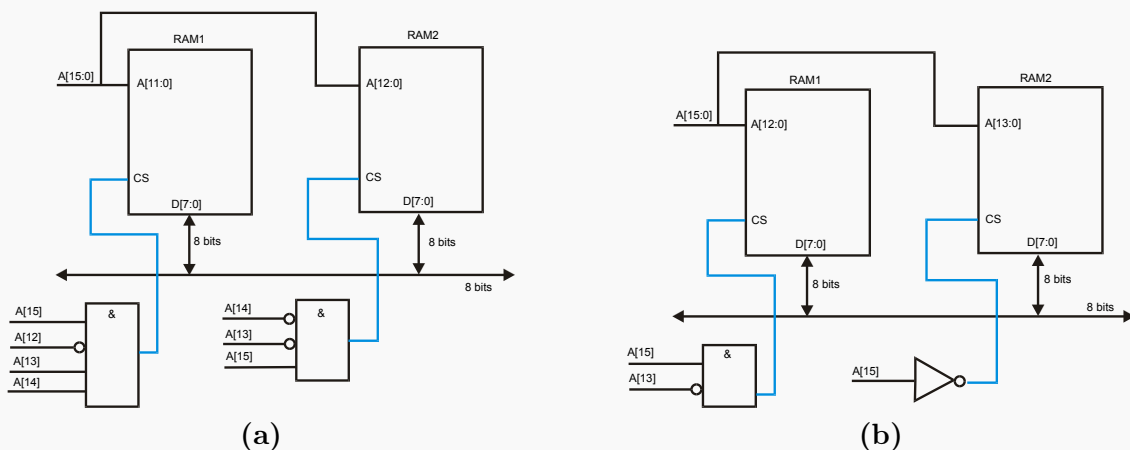 RAM1
RAM2
A[15:0]
A[11:0]
A[12:0]
CS
CS
D[7:0]
D[7:0]
8 bits
8 bits
8 bits
A[15]
A[12]
A[13]
A[14]
&
A[14]
A[13]
A[15]
&
(a)
RAM1
RAM2
A[15:0]
A[12:0]
A[13:0]
CS
CS
D[7:0]
D[7:0]
8 bits
8 bits
8 bits
A[15]
A[13]
&
A[15]
(b)